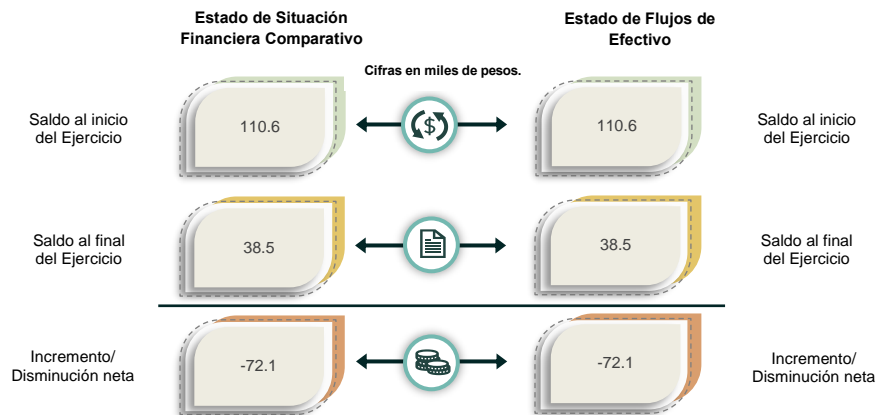 Estado de Situación
Financiera Comparativo
Estado de Flujos de
Efectivo
Cifras en miles de pesos.
Saldo al inicio
del Ejercicio
110.6
$
110.6
Saldo al inicio
del Ejercicio
Saldo al final
del Ejercicio
38.5
38.5
Saldo al final
del Ejercicio
Incremento/
Disminución neta
-72.1
-72.1
Incremento/
Disminución neta